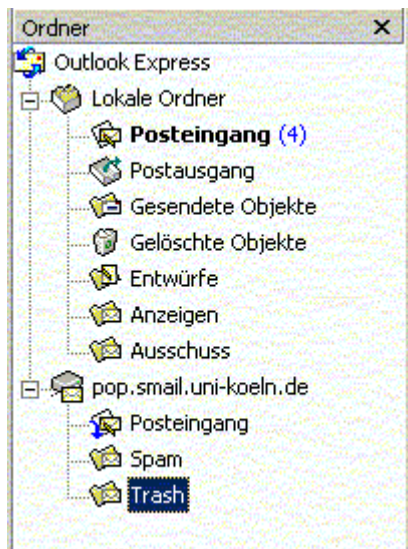 Ordner
Outlook Express
Lokale Ordner
Posteingang (4)
Postausgang
Gesendete Objekte
Gelöschte Objekte
Entwürfe
Anzeigen
Ausschuss
pop.smail.uni-koeln.de
Posteingang
Spam
Trash